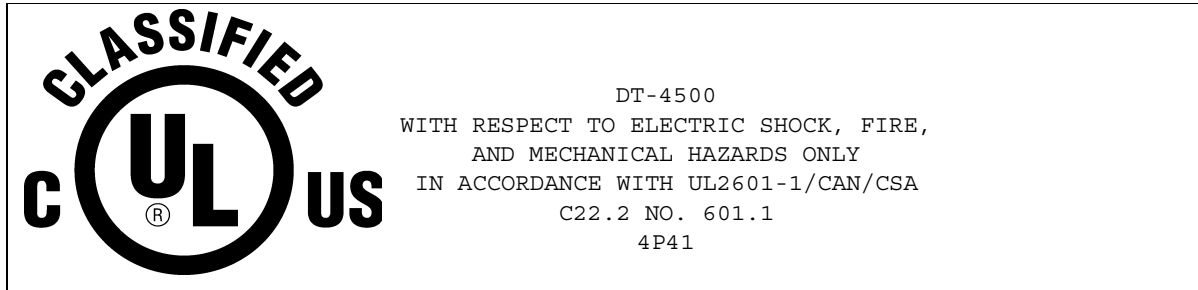 CLASSIFIED
C UL US
®
DT-4500
WITH RESPECT TO ELECTRIC SHOCK, FIRE,
AND MECHANICAL HAZARDS ONLY
IN ACCORDANCE WITH UL2601-1/CAN/CSA
C22.2 NO. 601.1
4P41